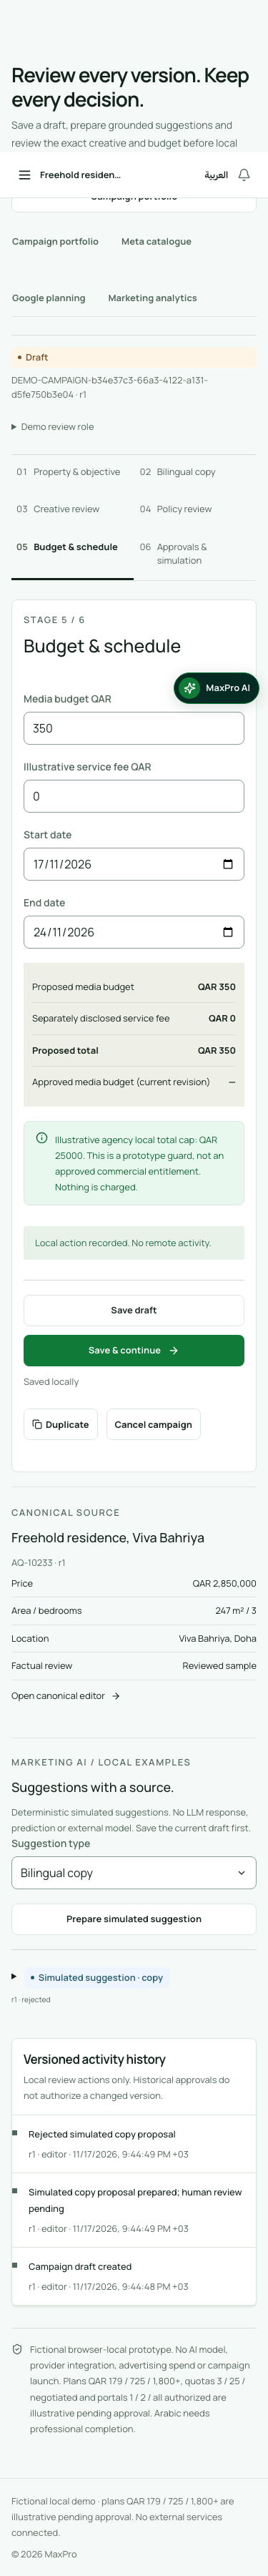 Review every version. Keep
every decision.
Save a draft, prepare grounded suggestions and
review the exact creative and budget before local
Freehold residen...
العربية
Campaign portfolio
Campaign portfolio
Meta catalogue
Google planning
Marketing analytics
Draft
DEMO-CAMPAIGN-b34e37c3-66a3-4122-a131-
d5fe750b3e04 · r1
Demo review role
01 Property & objective
02 Bilingual copy
03 Creative review
04 Policy review
05 Budget & schedule
06 Approvals &
simulation
STAGE 5 / 6
Budget & schedule
MaxPro AI
Media budget QAR
350
Illustrative service fee QAR
0
Start date
17/11/2026
End date
24/11/2026
Proposed media budget QAR 350
Separately disclosed service fee QAR 0
Proposed total QAR 350
Approved media budget (current revision) —
Illustrative agency local total cap: QAR
25000. This is a prototype guard, not an
approved commercial entitlement.
Nothing is charged.
Local action recorded. No remote activity.
Save draft
Save & continue
Saved locally
Duplicate
Cancel campaign
CANONICAL SOURCE
Freehold residence, Viva Bahriya
AQ-10233 · r1
Price QAR 2,850,000
Area / bedrooms 247 m² / 3
Location Viva Bahriya, Doha
Factual review Reviewed sample
Open canonical editor
MARKETING AI / LOCAL EXAMPLES
Suggestions with a source.
Deterministic simulated suggestions. No LLM response,
prediction or external model. Save the current draft first.
Suggestion type
Bilingual copy
Prepare simulated suggestion
Simulated suggestion · copy
r1 · rejected
Versioned activity history
Local review actions only. Historical approvals do
not authorize a changed version.
Rejected simulated copy proposal
r1 · editor · 11/17/2026, 9:44:49 PM +03
Simulated copy proposal prepared; human review
pending
r1 · editor · 11/17/2026, 9:44:49 PM +03
Campaign draft created
r1 · editor · 11/17/2026, 9:44:48 PM +03
Fictional browser-local prototype. No AI model,
provider integration, advertising spend or campaign
launch. Plans QAR 179 / 725 / 1,800+, quotas 3 / 25 /
negotiated and portals 1 / 2 / all authorized are
illustrative pending approval. Arabic needs
professional completion.
Fictional local demo · plans QAR 179 / 725 / 1,800+ are
illustrative pending approval. No external services
connected.
© 2026 MaxPro